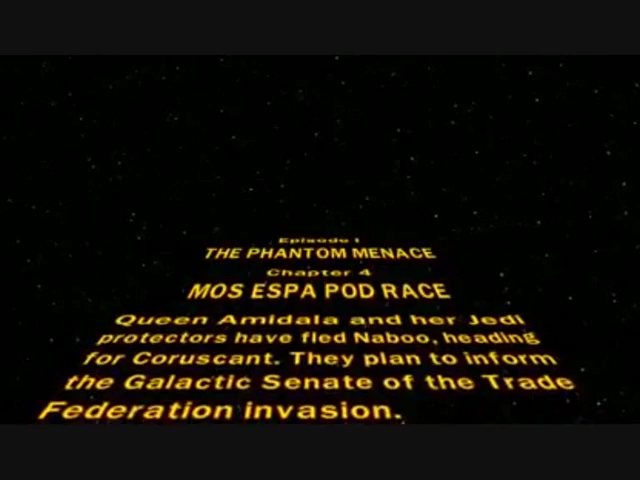 Episode I
THE PHANTOM MENACE
Chapter 4
MOS ESPA POD RACE
Queen Amidala and her Jedi
protectors have fled Naboo, heading
for Coruscant. They plan to inform
the Galactic Senate of the Trade
Federation invasion.